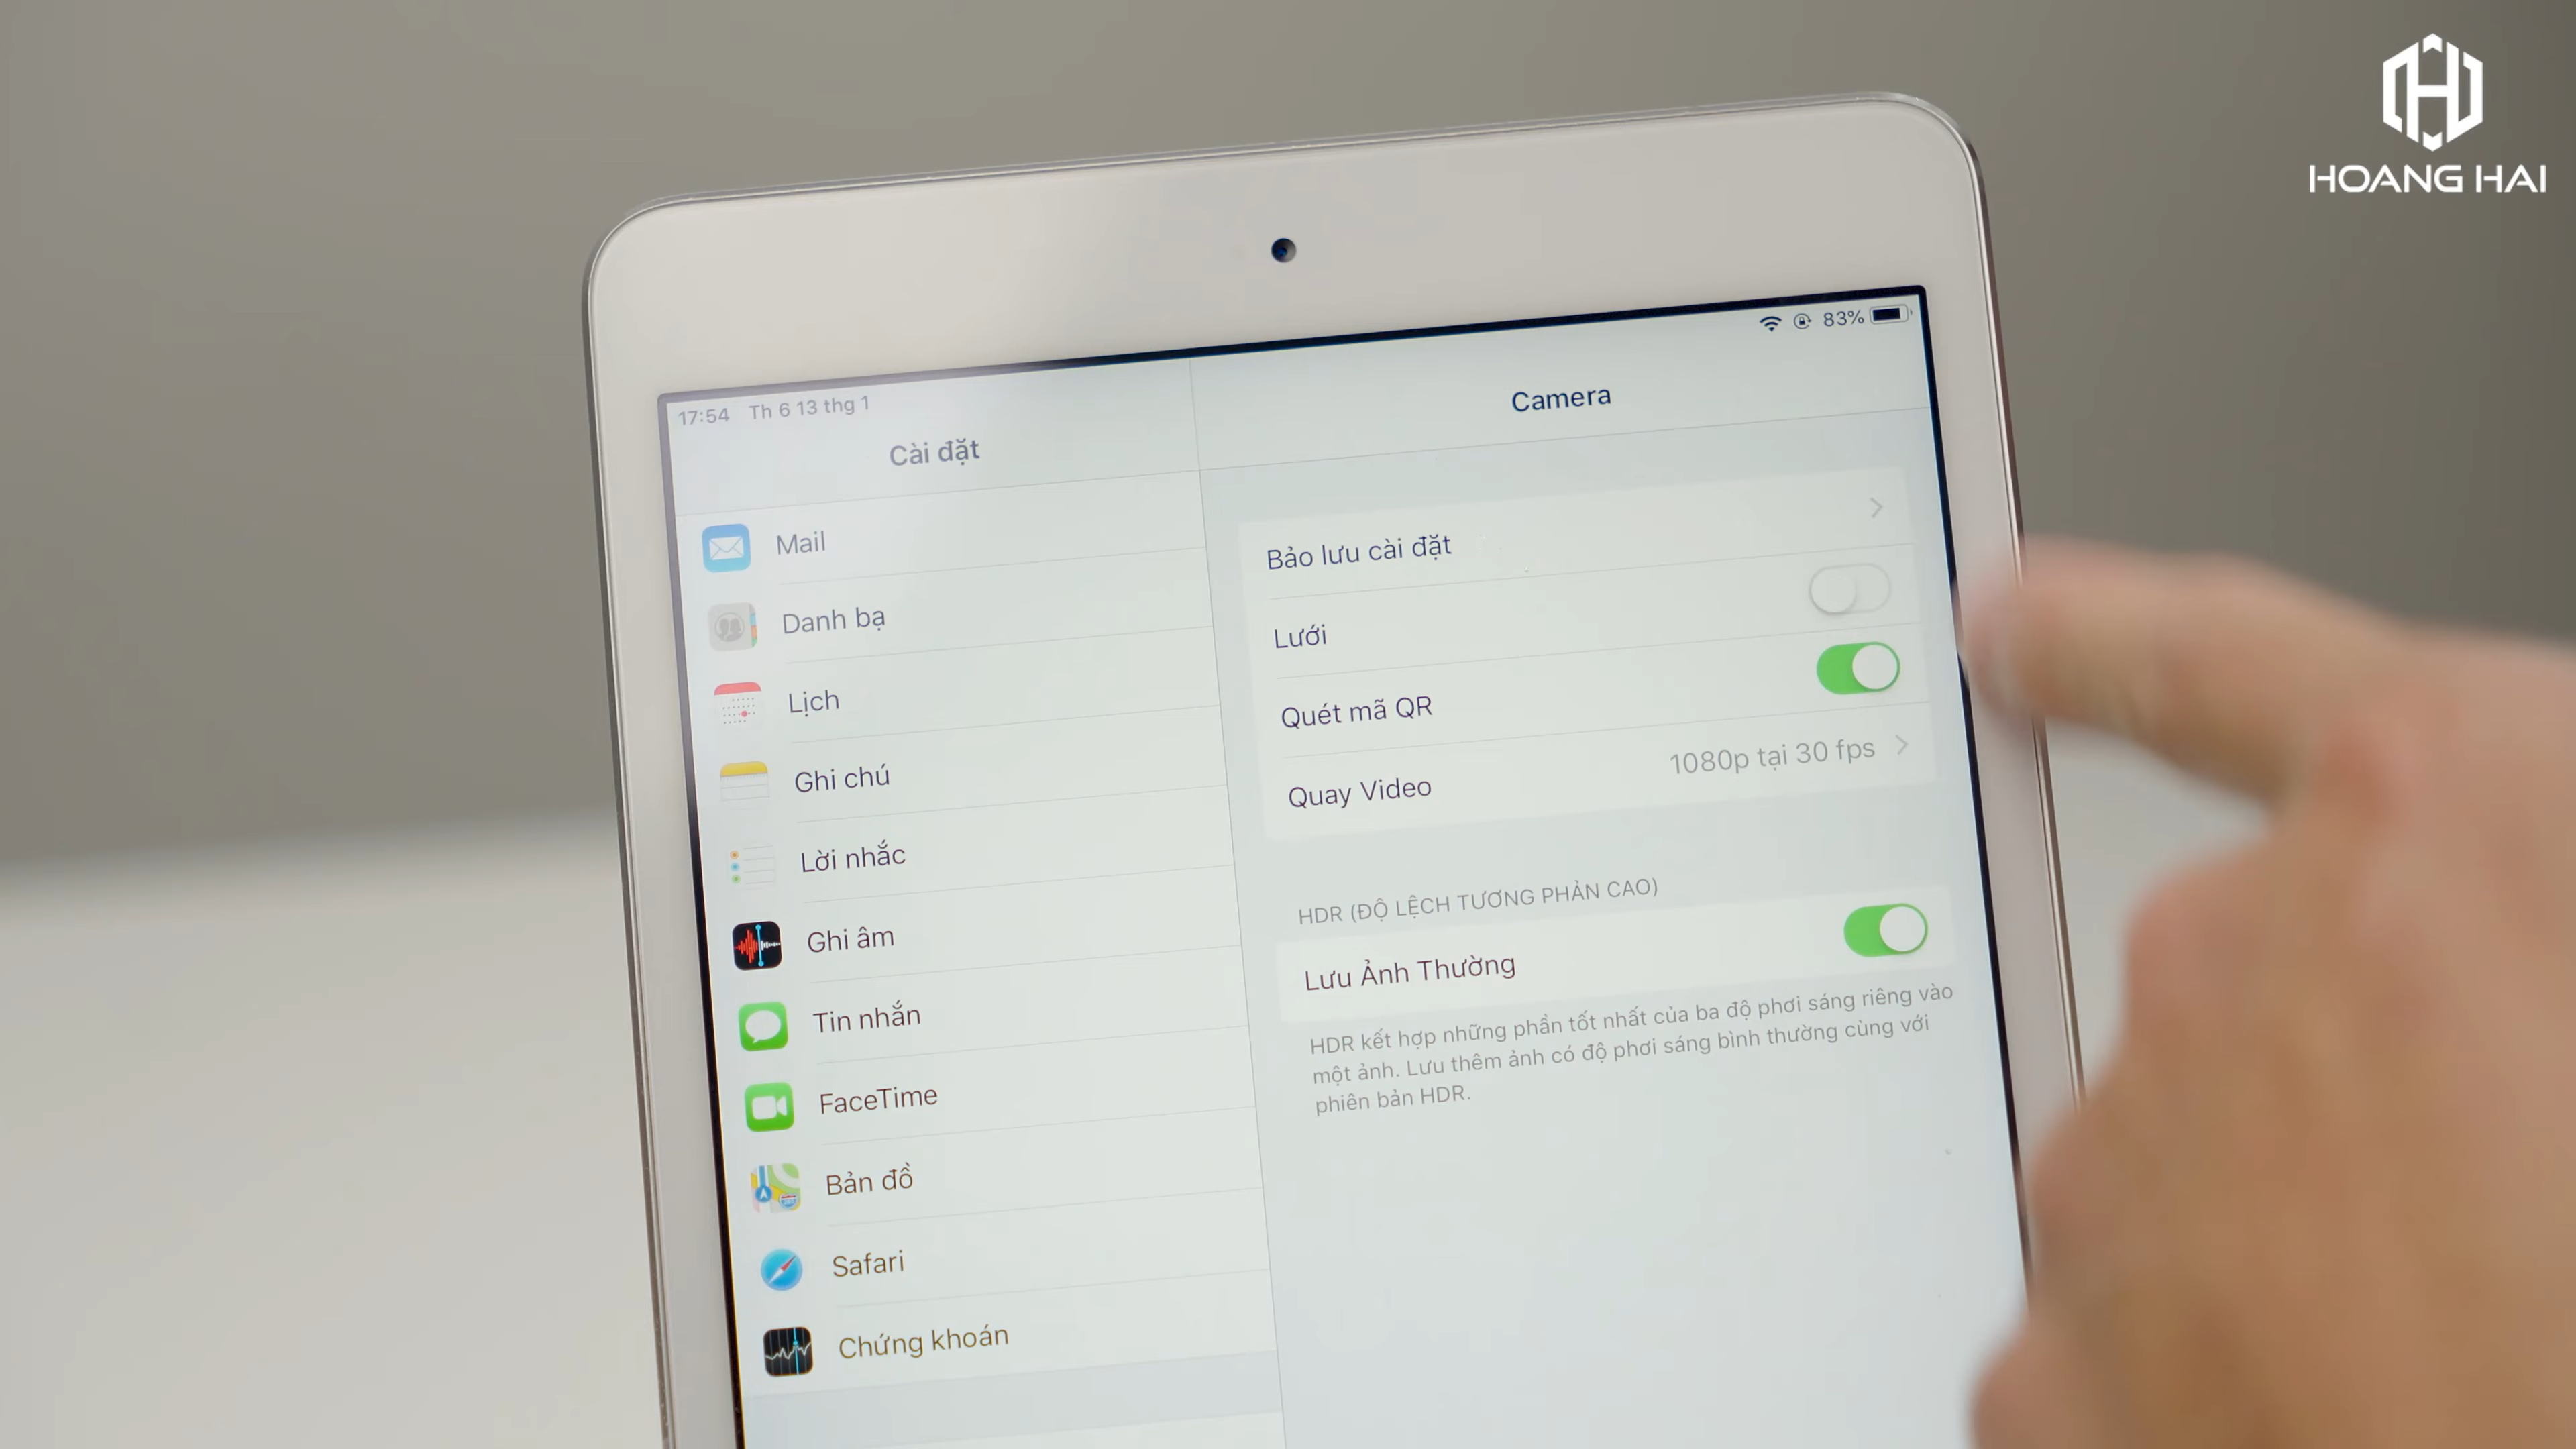 HOANG HAI
17:54 Th 6 13 thg 1
83%
Cài đặt
Mail
Danh bạ
Lịch
Ghi chú
Lời nhắc
Ghi âm
Tin nhắn
FaceTime
Bản đồ
Safari
Chứng khoán
Camera
Bảo lưu cài đặt
Lưới
Quét mã QR
Quay Video 1080p tại 30 fps
HDR (ĐỘ LỆCH TƯƠNG PHẢN CAO)
Lưu Ảnh Thường
HDR kết hợp những phần tốt nhất của ba độ phơi sáng riêng vào
một ảnh. Lưu thêm ảnh có độ phơi sáng bình thường cùng với
phiên bản HDR.